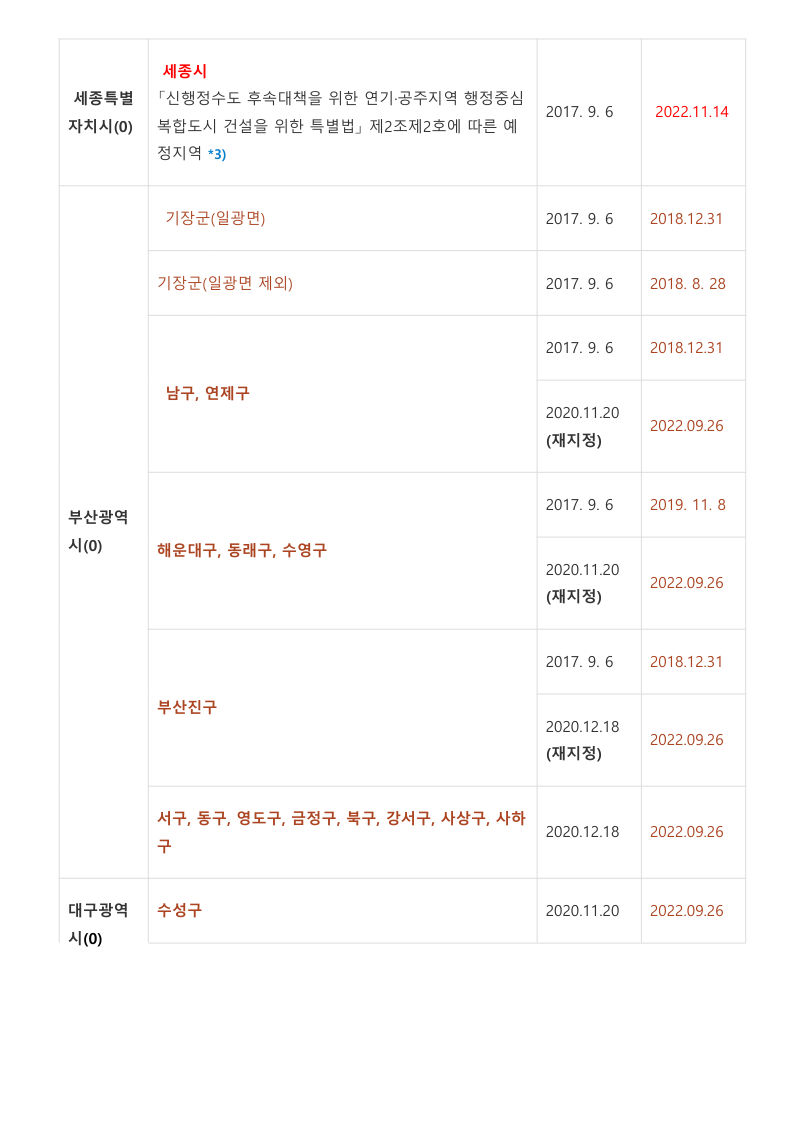 세종특별
자치시(0)
세종시
「신행정수도 후속대책을 위한 연기·공주지역 행정중심
복합도시 건설을 위한 특별법」 제2조제2호에 따른 예
정지역 *3)
2017. 9. 6
2022.11.14
부산광역
시(0)
기장군(일광면)
2017. 9. 6
2018.12.31
기장군(일광면 제외)
2017. 9. 6
2018. 8. 28
남구, 연제구
2017. 9. 6
2018.12.31
2020.11.20
(재지정)
2022.09.26
해운대구, 동래구, 수영구
2017. 9. 6
2019. 11. 8
2020.11.20
(재지정)
2022.09.26
부산진구
2017. 9. 6
2018.12.31
2020.12.18
(재지정)
2022.09.26
서구, 동구, 영도구, 금정구, 북구, 강서구, 사상구, 사하
구
2020.12.18
2022.09.26
대구광역
시(0)
수성구
2020.11.20
2022.09.26